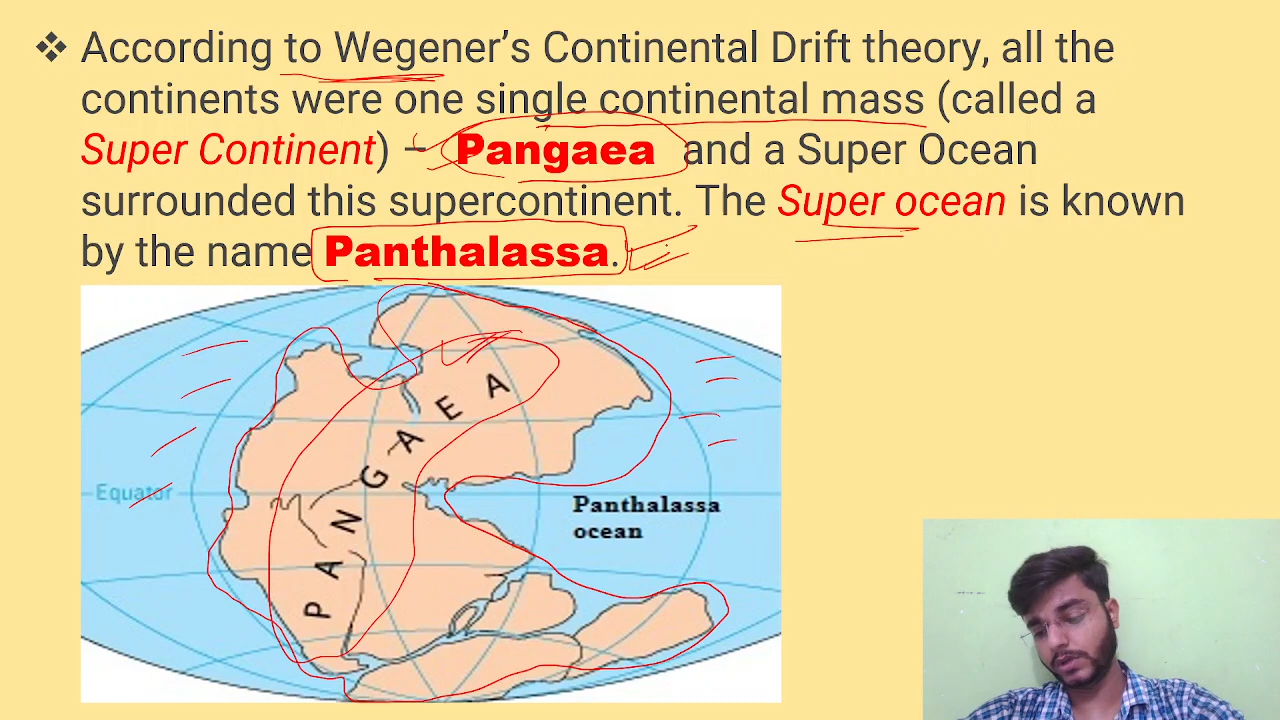 ❖ According to Wegener’s Continental Drift theory, all the
continents were one single continental mass (called a
Super Continent) – Pangaea and a Super Ocean
surrounded this supercontinent. The Super ocean is known
by the name Panthalassa.
PANGAEA
Equator
Panthalassa
ocean